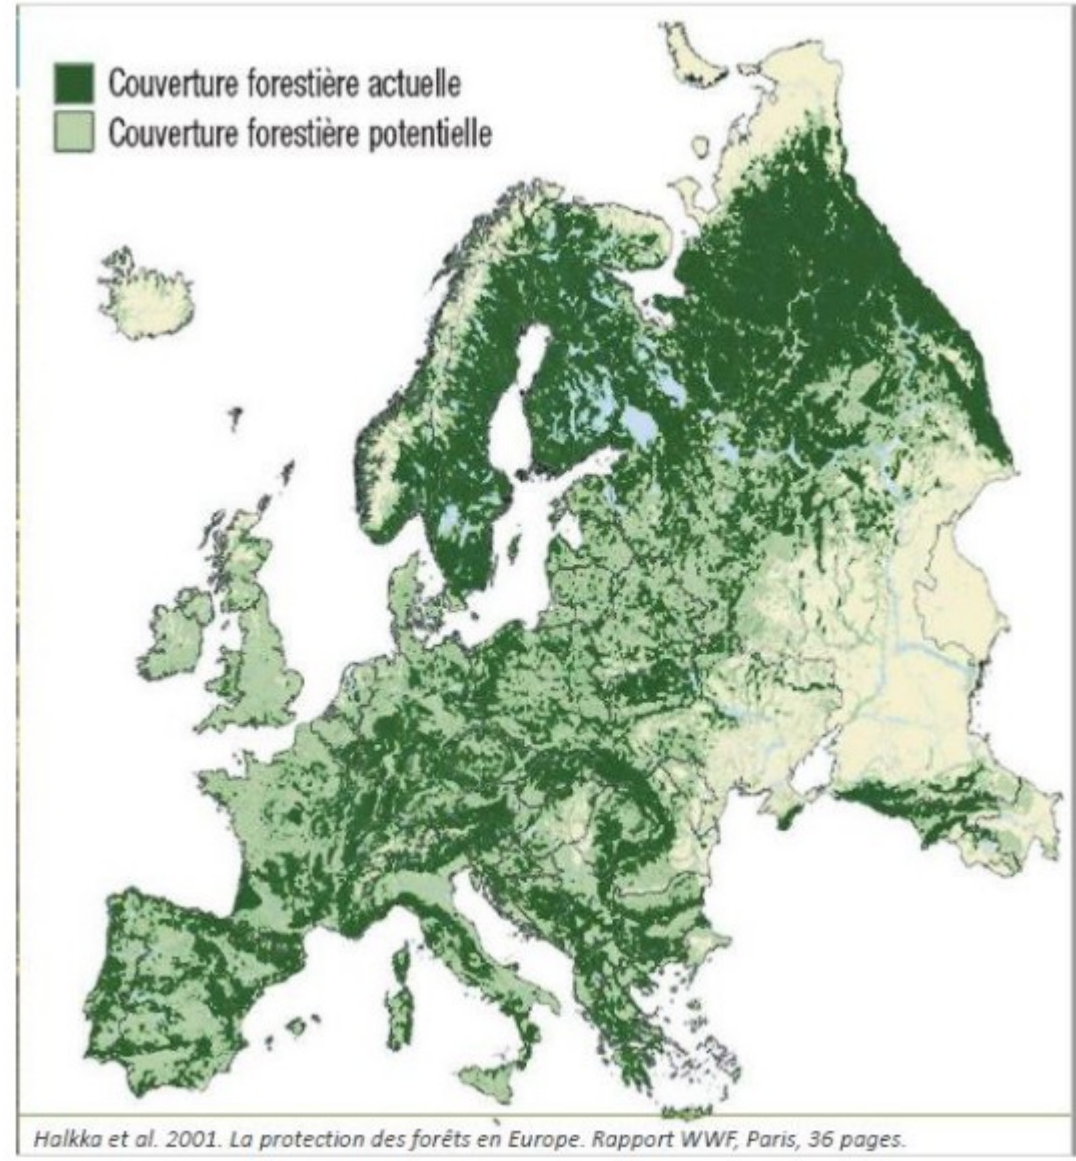 Couverture forestière actuelle
Couverture forestière potentielle
Halkka et al. 2001. La protection des forêts en Europe. Rapport WWF, Paris, 36 pages.